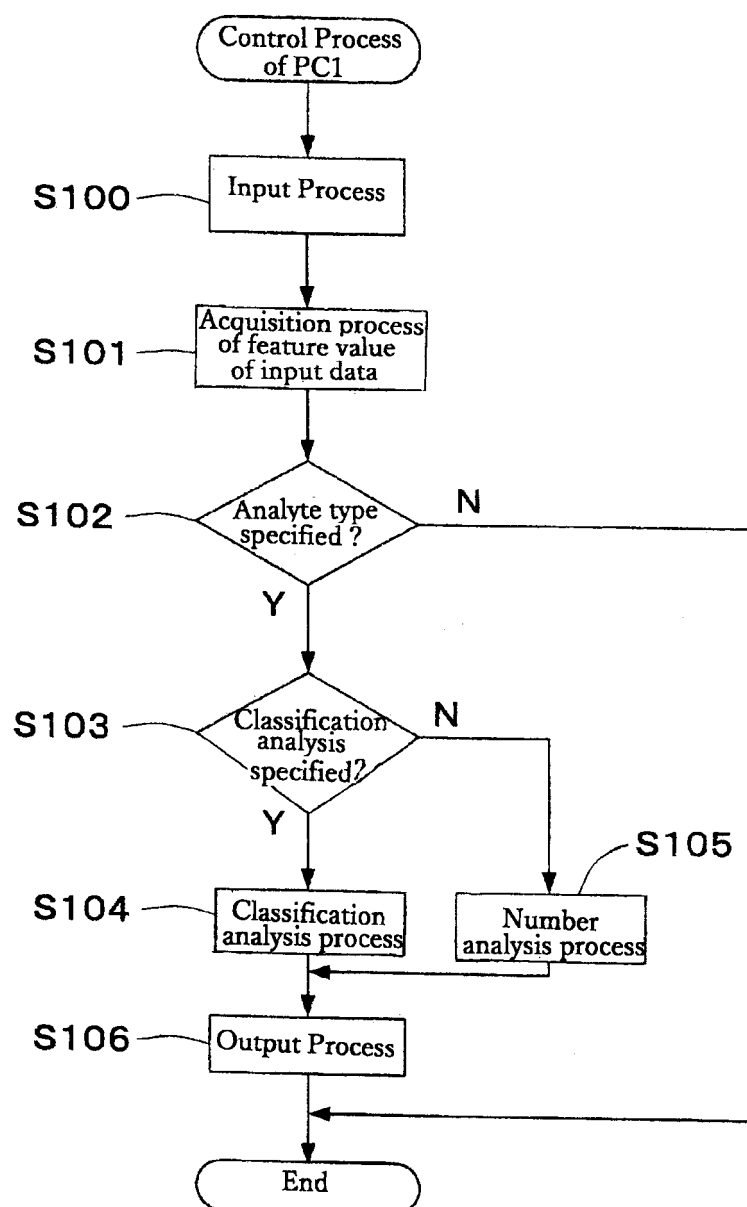 Control Process
of PC1
S100
Input Process
S101
Acquisition process
of feature value
of input data
S102
Analyte type
specified ?
N
Y
S103
Classification
analysis
specified?
N
Y
S105
S104
Classification
analysis process
Number
analysis process
S106
Output Process
End